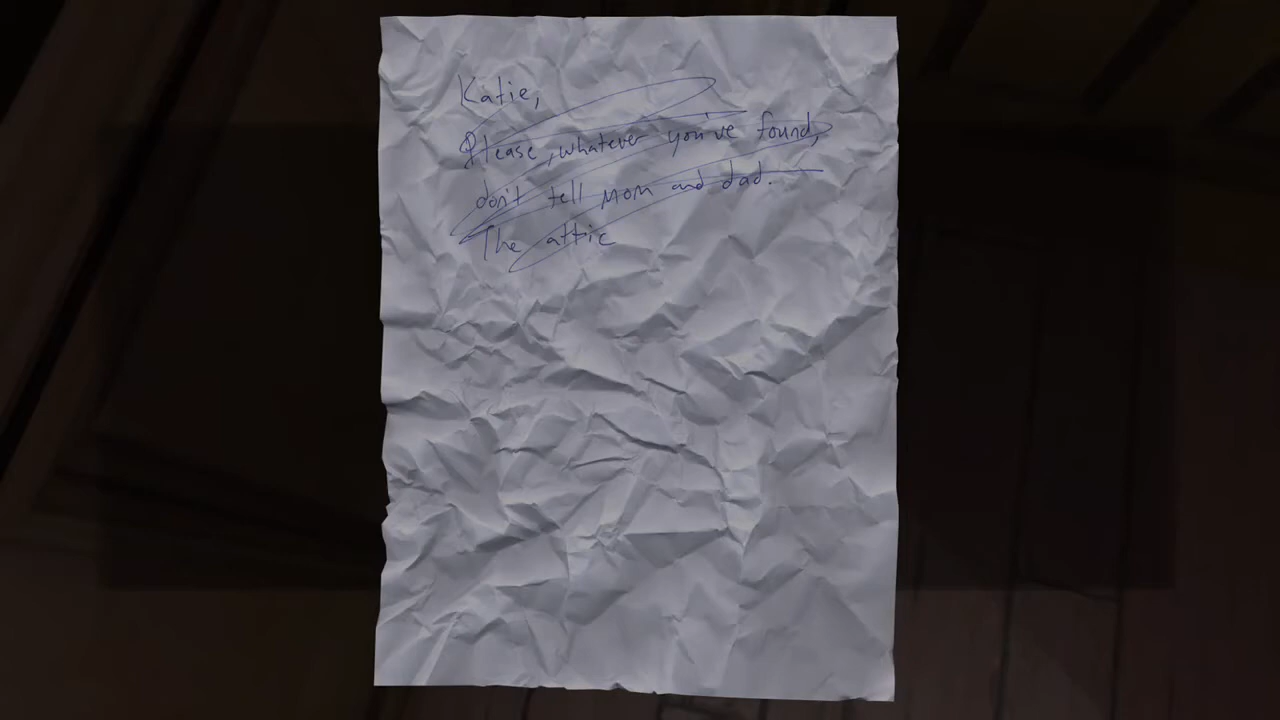 Katie,
Please, whatever you've found,
don't tell Mom and dad.
The attic